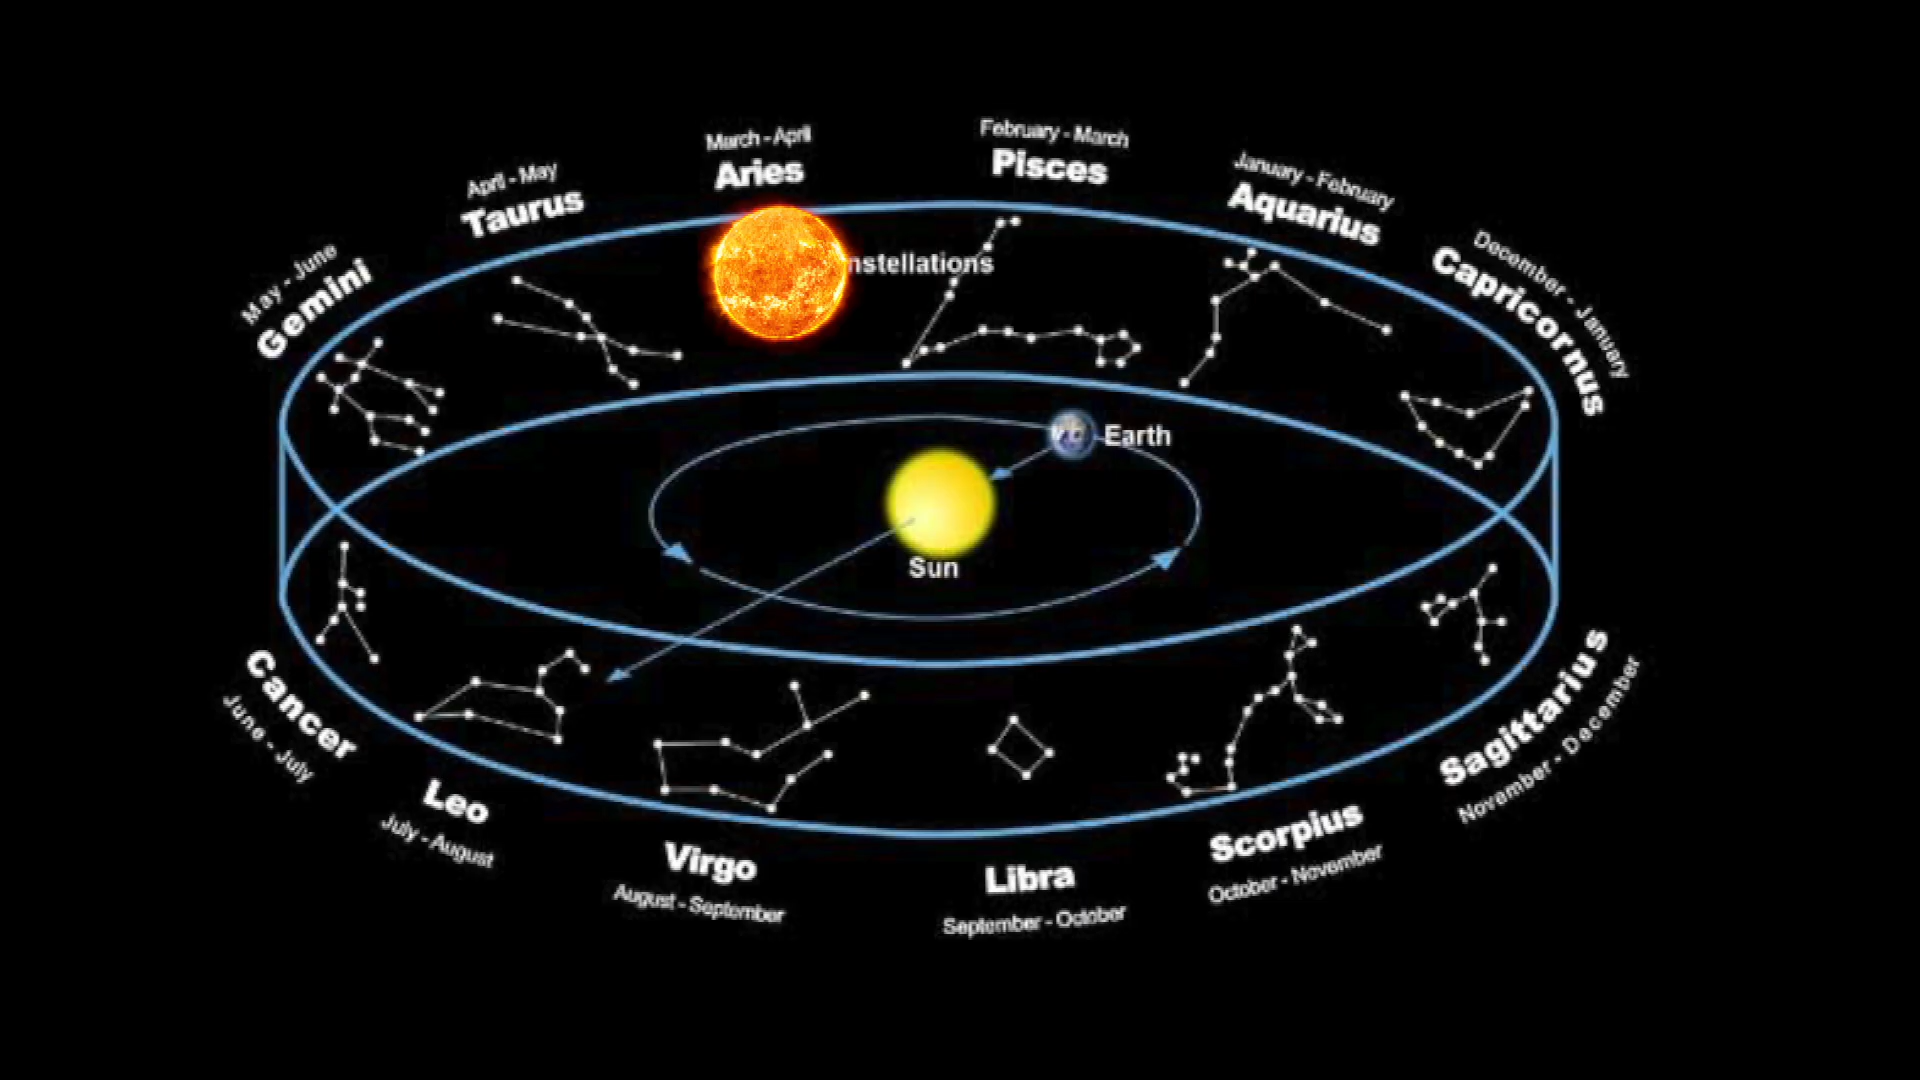 March - April
Aries
February - March
Pisces
January - February
Aquarius
April - May
Taurus
December - January
Capricornus
May - June
Gemini
nstellations
Earth
Sun
Cancer
June - July
Sagittarius
November - December
Leo
July - August
Scorpius
October - November
Virgo
August - September
Libra
September - October